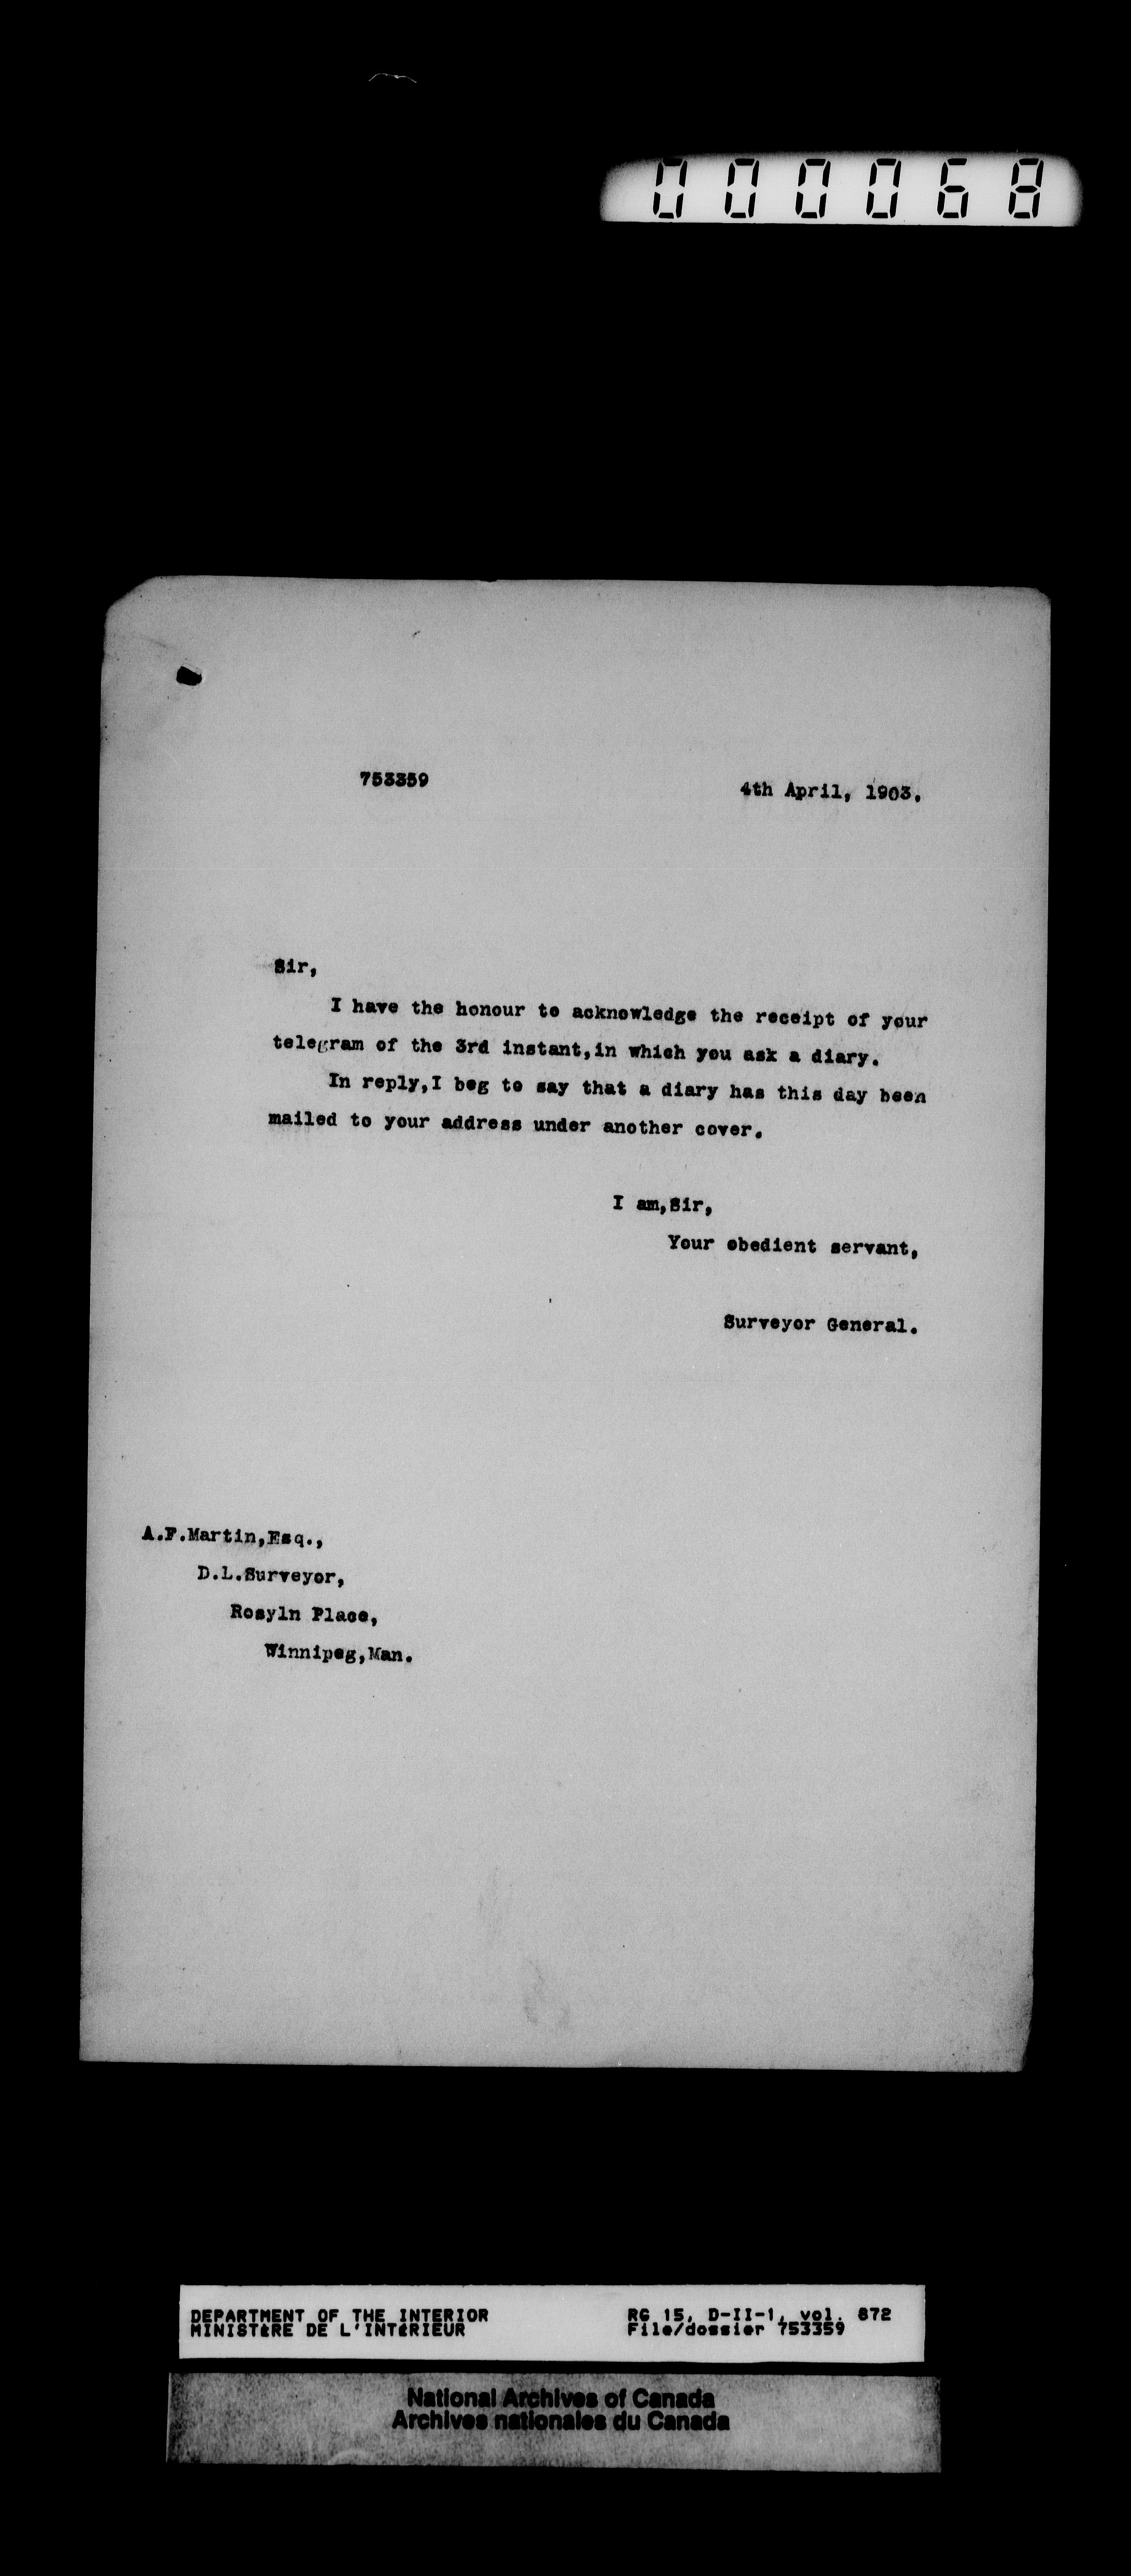 000068
753359
4th April, 1903.
Sir,
I have the honour to acknowledge the receipt of your
telegram of the 3rd instant,in which you ask a diary.
In reply,I beg to say that a diary has this day been
mailed to your address under another cover.
I am,Sir,
Your obedient servant,
Surveyor General.
A.F.Martin,Esq.,
D.L.Surveyor,
Rosyln Place,
Winnipeg,Man.
DEPARTMENT OF THE INTERIOR
MINISTÈRE DE L'INTÉRIEUR
RG 15, D-II-1, vol. 872
File/dossier 753359
National Archives of Canada
Archives nationales du Canada